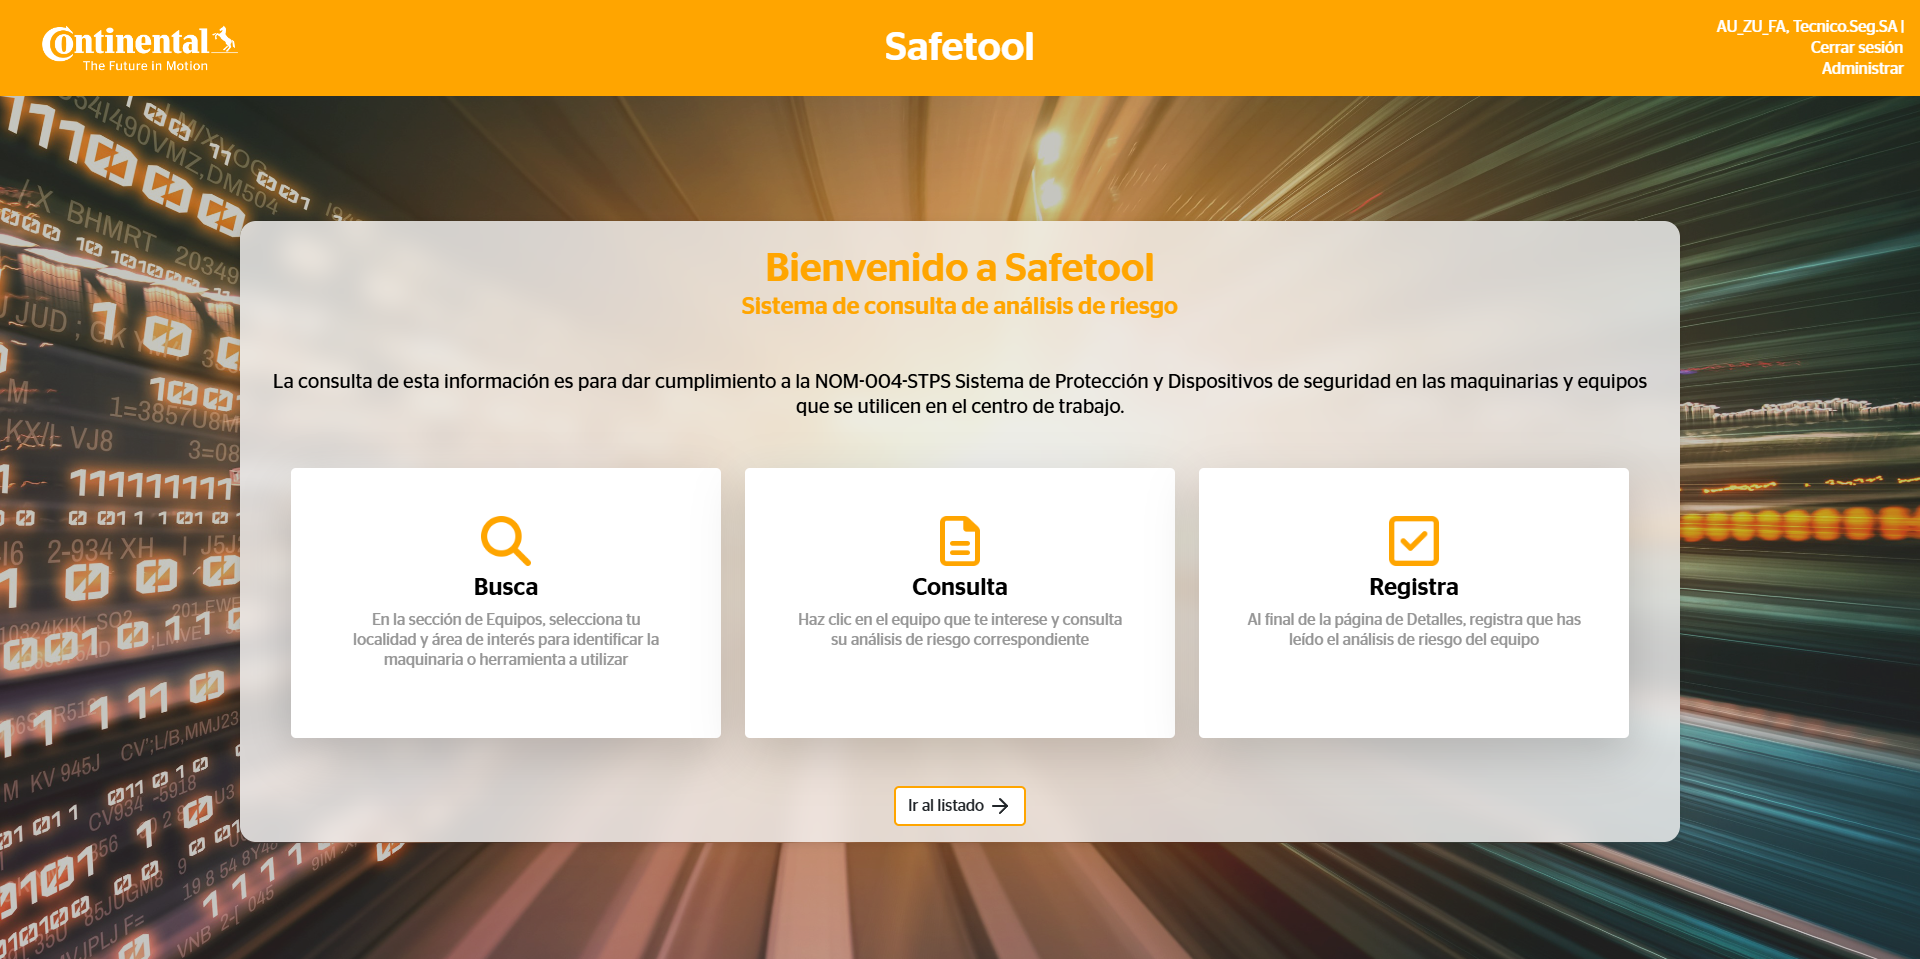 Continental
The Future in Motion
Safetool
AU_ZU_FA, Tecnico.Seg.SA |
Cerrar sesión
Administrar
Bienvenido a Safetool
Sistema de consulta de análisis de riesgo
La consulta de esta información es para dar cumplimiento a la NOM-004-STPS Sistema de Protección y Dispositivos de seguridad en las maquinarias y equipos
que se utilicen en el centro de trabajo.
Busca
En la sección de Equipos, selecciona tu
localidad y área de interés para identificar la
maquinaria o herramienta a utilizar
Consulta
Haz clic en el equipo que te interese y consulta
su análisis de riesgo correspondiente
Registra
Al final de la página de Detalles, registra que has
leído el análisis de riesgo del equipo
Ir al listado